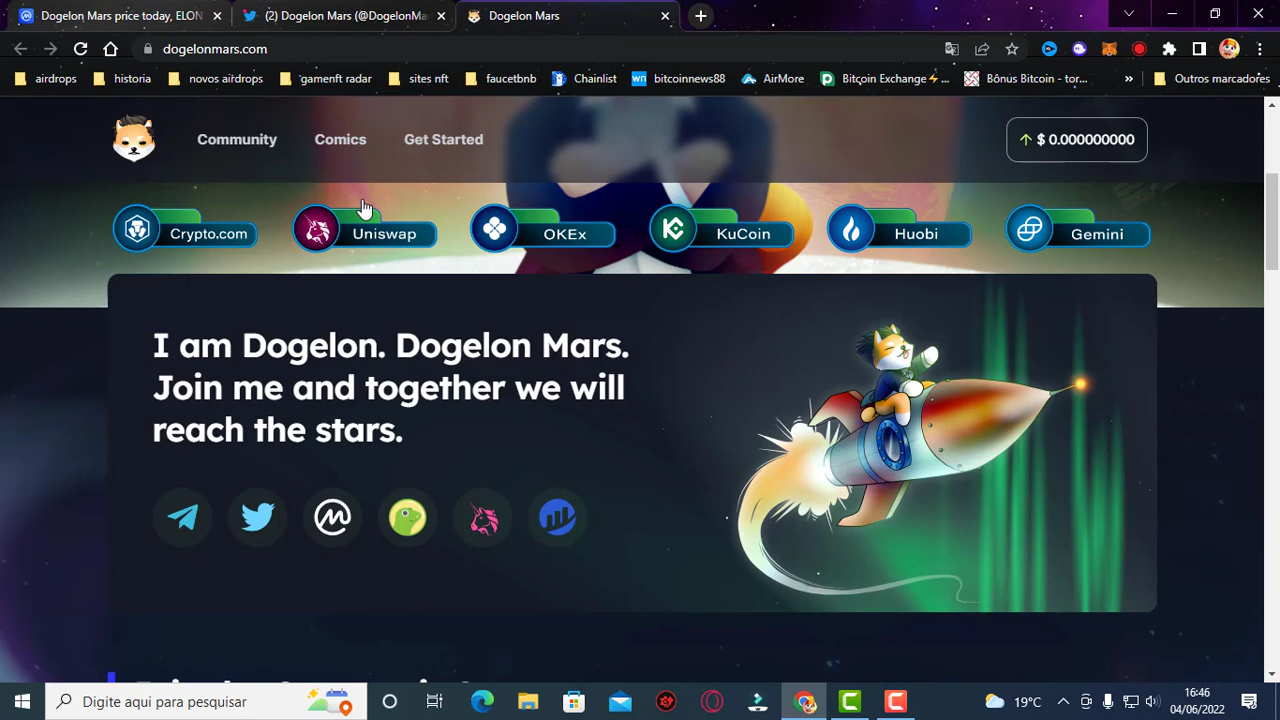 Dogelon Mars price today, ELON
(2) Dogelon Mars (@DogelonMa
Dogelon Mars
dogelonmars.com
airdrops
historia
novos airdrops
'gamenft radar
sites nft
faucetbnb
Chainlist
bitcoinnews88
AirMore
Bitcoin Exchange⚡...
Bônus Bitcoin - tor...
»
Outros marcadores
Community
Comics
Get Started
↑ $ 0.000000000
Crypto.com
Uniswap
OKEx
KuCoin
Huobi
Gemini
I am Dogelon. Dogelon Mars.
Join me and together we will
reach the stars.
Digite aqui para pesquisar
19°C
16:46
04/06/2022